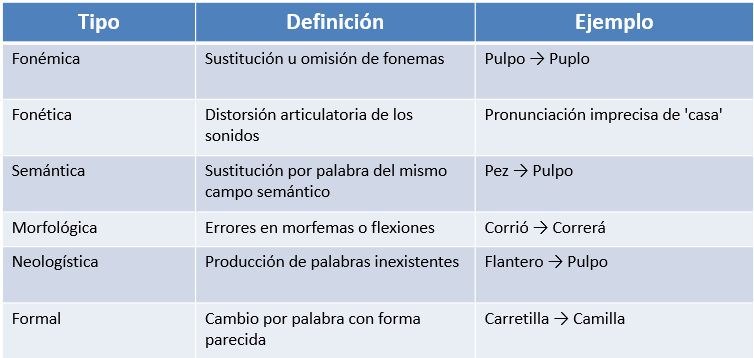 Tipo Definición Ejemplo
Fonémica Sustitución u omisión de fonemas Pulpo → Puplo
Fonética Distorsión articulatoria de los Pronunciación imprecisa de 'casa'
sonidos
Semántica Sustitución por palabra del mismo Pez → Pulpo
campo semántico
Morfológica Errores en morfemas o flexiones Corrió → Correrá
Neologística Producción de palabras inexistentes Flantero → Pulpo
Formal Cambio por palabra con forma Carretilla → Camilla
parecida